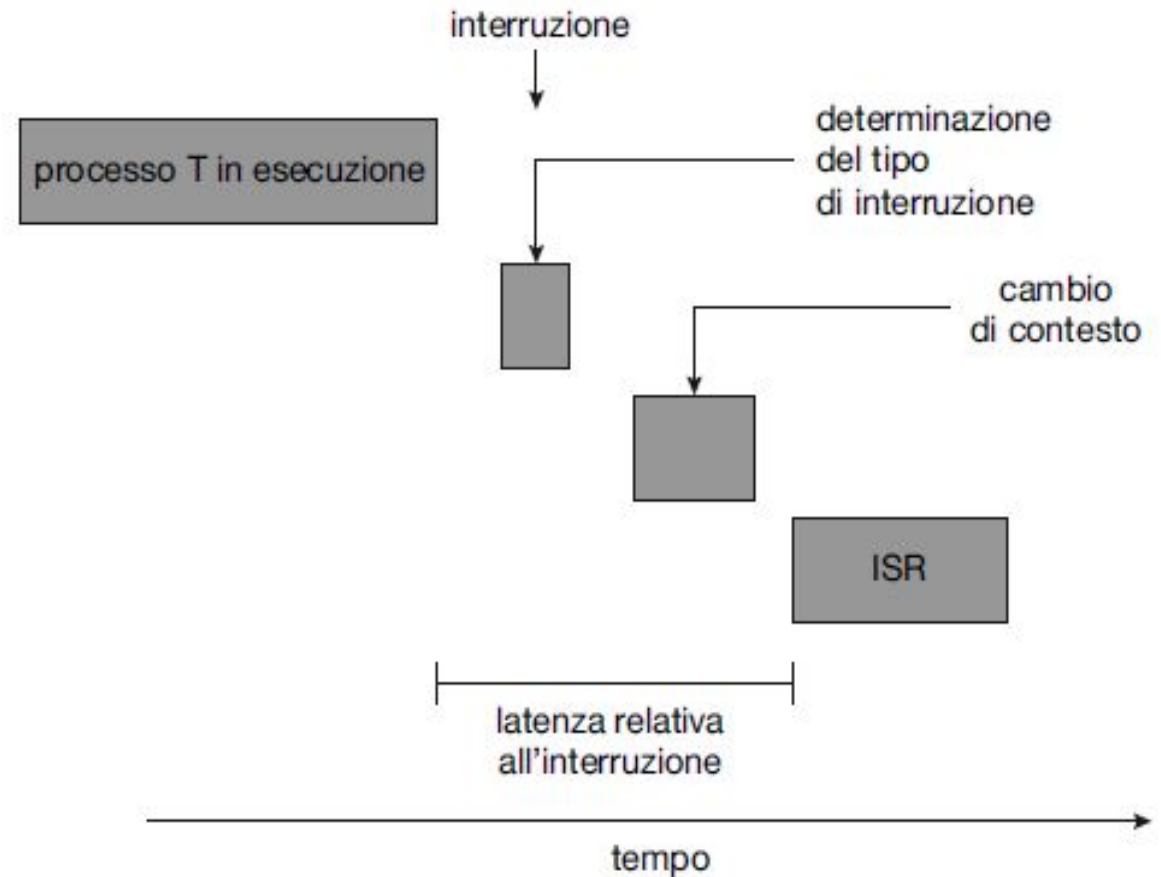 interruzione
processo T in esecuzione
determinazione
del tipo
di interruzione
cambio
di contesto
ISR
latenza relativa
all'interruzione
tempo